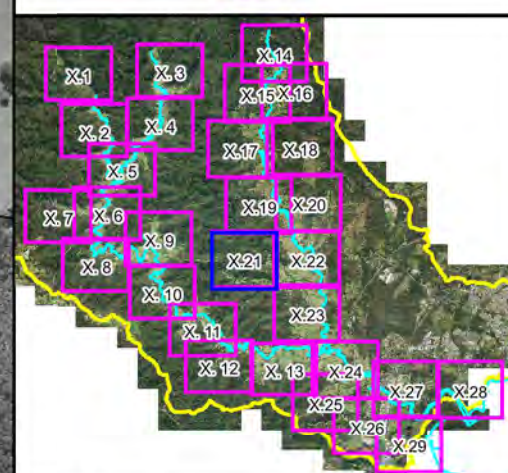 X.14
X.1
X. 3
X.15
X.16
X. 2
X. 4
X.17
X.18
X. 5
X. 7
X. 6
X.19
X.20
X. 9
X. 8
X.21
X.22
X. 10
X. 11
X.23
X. 12
X. 13
X.24
X.25
X.27
X.28
X.26
X.29